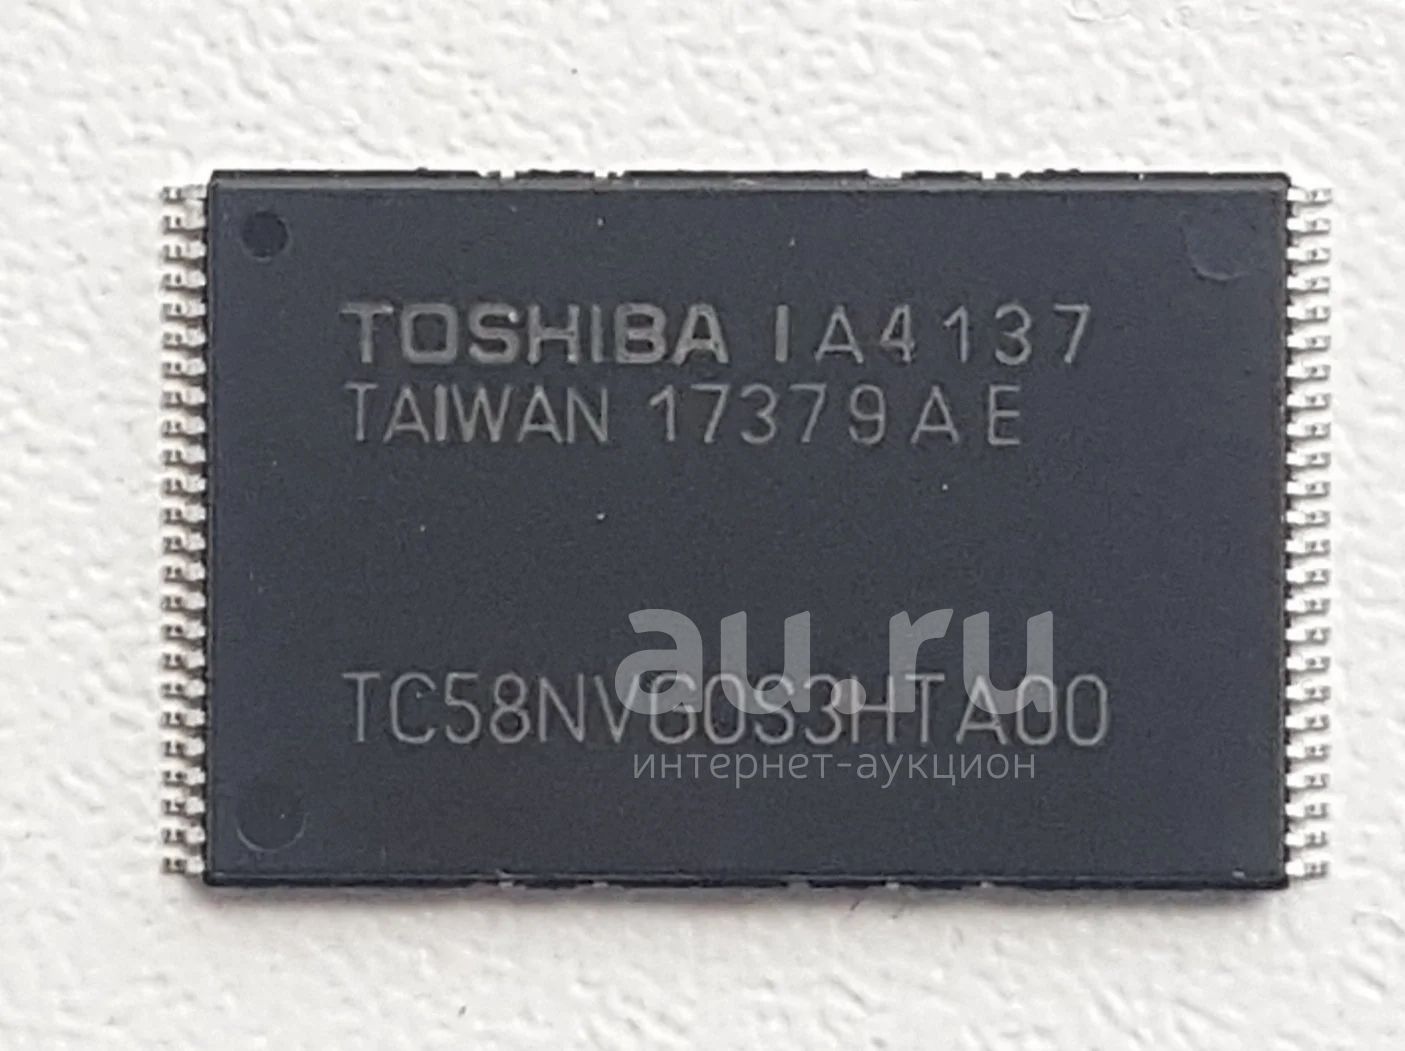 TOSHIBA IA4137
TAIWAN 17379AE
au.ru
TC58NVG0S3HTA00
интернет-аукцион